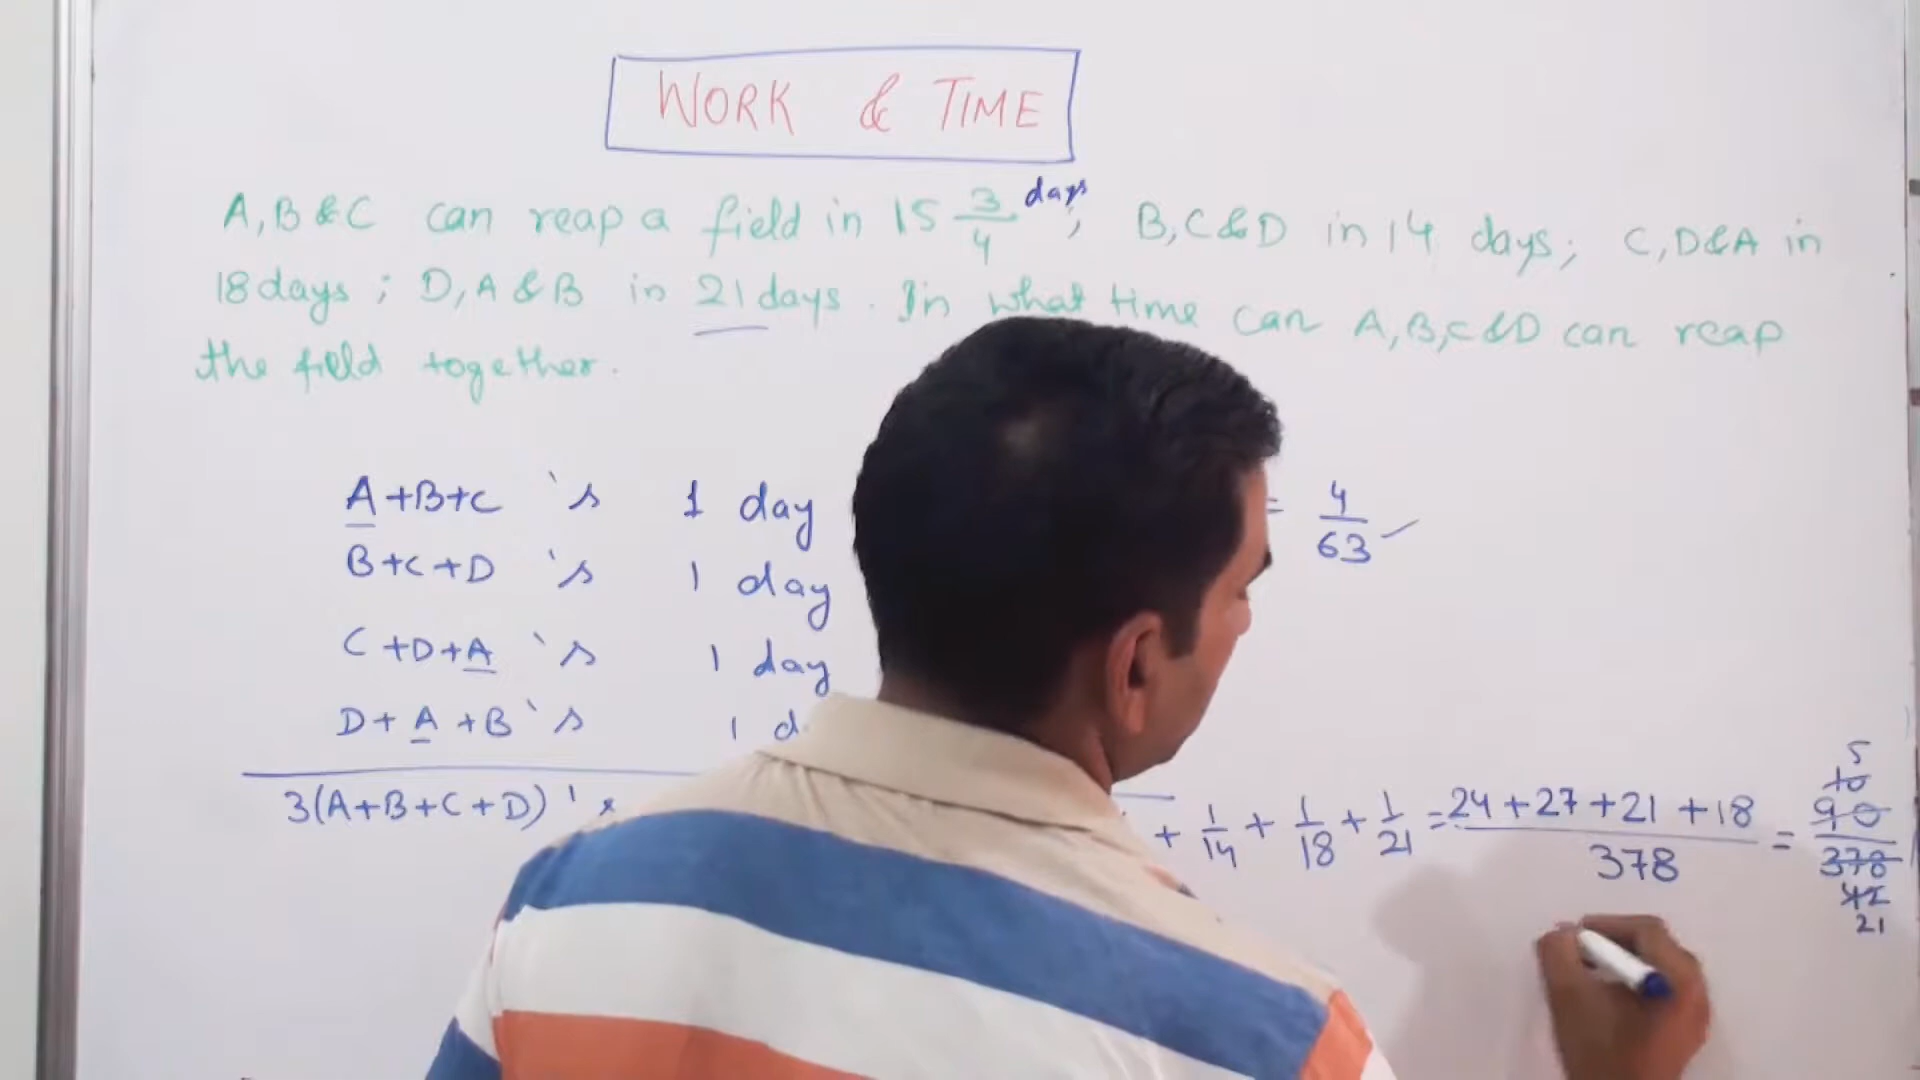 WORK & TIME
A, B & C can reap a field in 15 3/4 days; B, C & D in 14 days; C, D & A in
18 days; D, A & B in 21 days. In what time can A, B, C & D can reap
the field together.
A+B+C 's 1 day = 4/63
B+C+D 's 1 day
C+D+A 's 1 day
D+A+B 's 1
3(A+B+C+D)'s + 1/14 + 1/18 + 1/21 = 24+27+21+18/378 = 90/378
5
10
42
21